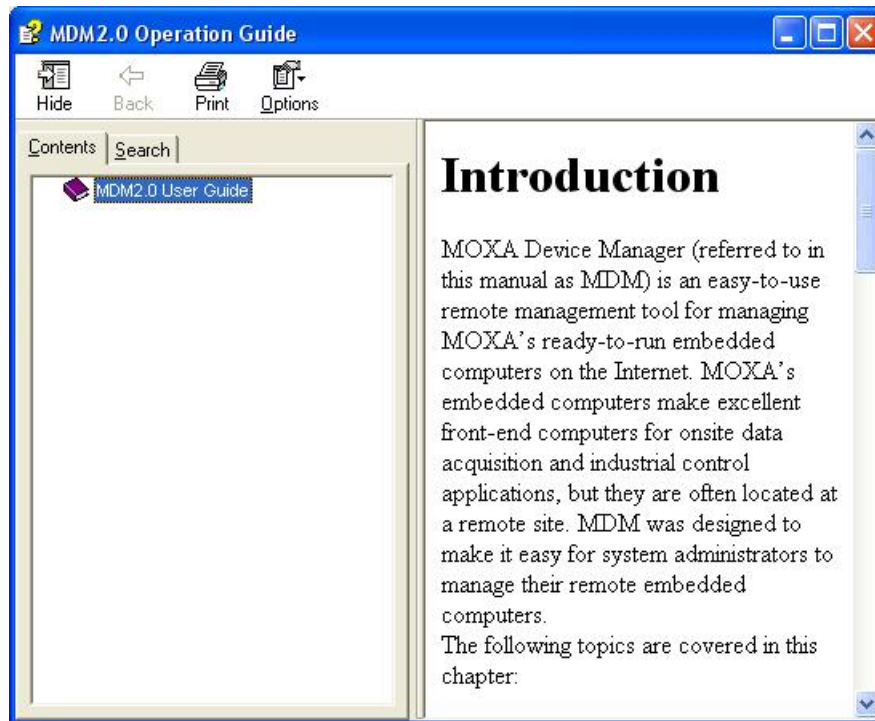 MDM2.0 Operation Guide
Hide
Back
Print
Options
Contents
Search
MDM2.0 User Guide
Introduction
MOXA Device Manager (referred to in
this manual as MDM) is an easy-to-use
remote management tool for managing
MOXA's ready-to-run embedded
computers on the Internet. MOXA's
embedded computers make excellent
front-end computers for onsite data
acquisition and industrial control
applications, but they are often located at
a remote site. MDM was designed to
make it easy for system administrators to
manage their remote embedded
computers.
The following topics are covered in this
chapter: